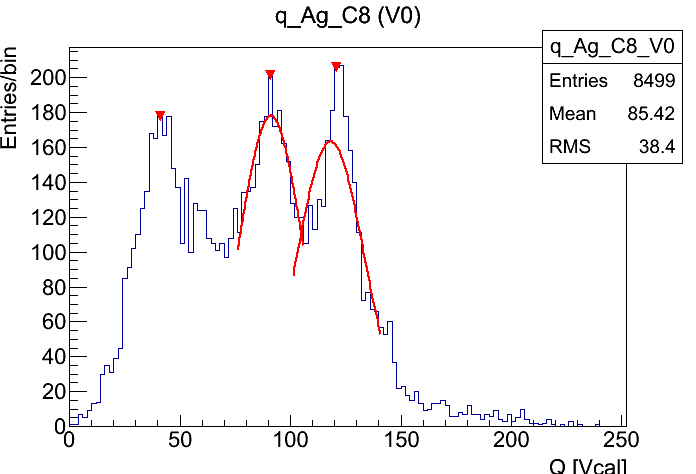 q_Ag_C8 (V0)
q_Ag_C8_V0
Entries 8499
Mean 85.42
RMS 38.4
Entries/bin
200
180
160
140
120
100
80
60
40
20
0
0 50 100 150 200 250
Q [Vcal]